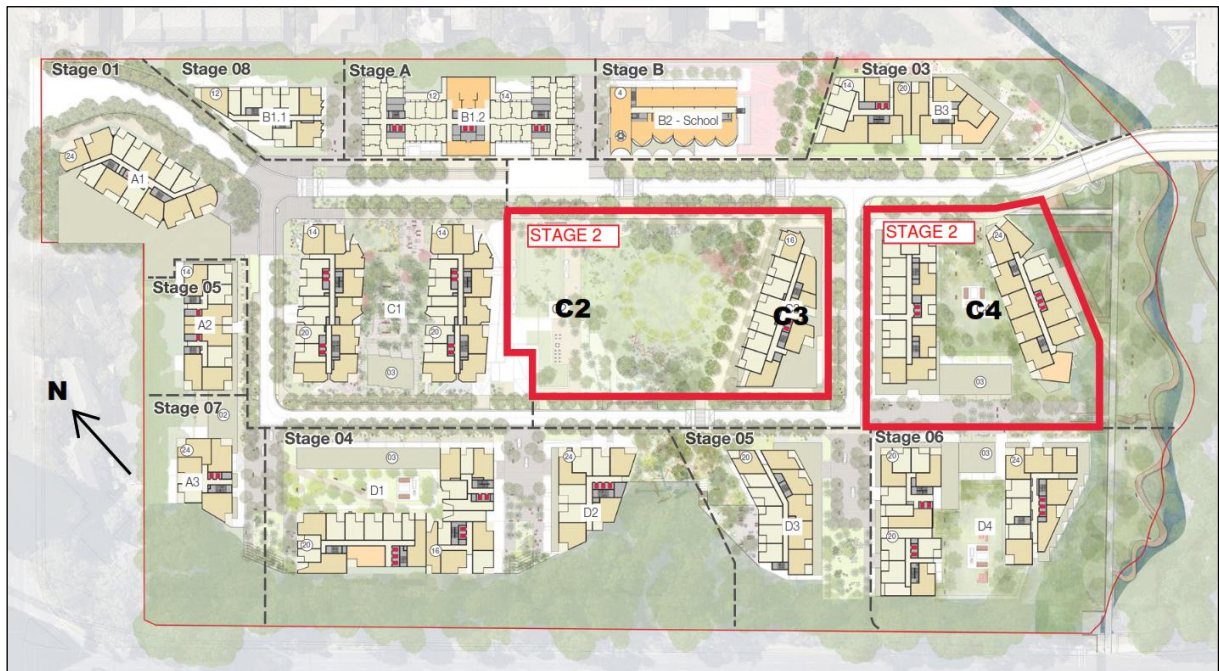 Stage 01
Stage 08
Stage A
Stage B
Stage 03
12
B1.1
12
14
B1.2
4
B2 - School
14
20
B3
24
A1
STAGE 2
STAGE 2
14
14
16
24
Stage 05
14
A2
C1
C2
C3
C4
20
20
03
03
N
Stage 07
02
Stage 04
Stage 05
Stage 06
24
A3
03
D1
24
D2
20
D3
20
03
24
D4
20
16
20